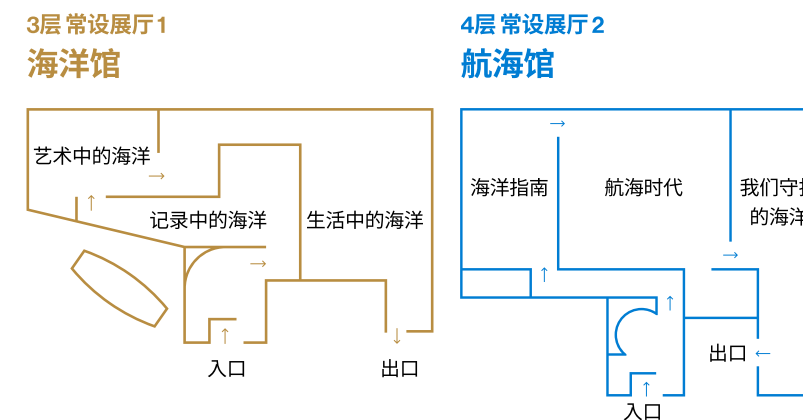 3层 常设展厅1
海洋馆
艺术中的海洋
记录中的海洋
生活中的海洋
入口
出口
4层 常设展厅2
航海馆
海洋指南
航海时代
我们守
的海洋
出口
入口